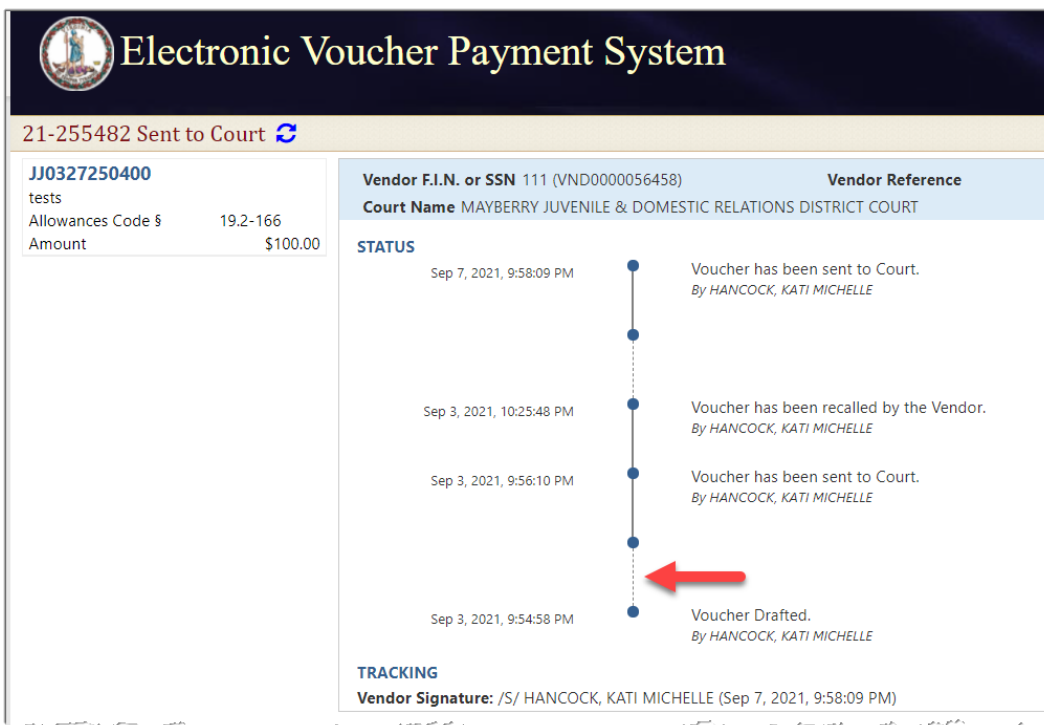 Electronic Voucher Payment System
21-255482 Sent to Court
JJ0327250400
tests
Allowances Code § 19.2-166
Amount $100.00
Vendor F.I.N. or SSN 111 (VND0000056458) Vendor Reference
Court Name MAYBERRY JUVENILE & DOMESTIC RELATIONS DISTRICT COURT
STATUS
Sep 7, 2021, 9:58:09 PM Voucher has been sent to Court.
By HANCOCK, KATI MICHELLE
Sep 3, 2021, 10:25:48 PM Voucher has been recalled by the Vendor.
By HANCOCK, KATI MICHELLE
Sep 3, 2021, 9:56:10 PM Voucher has been sent to Court.
By HANCOCK, KATI MICHELLE
Sep 3, 2021, 9:54:58 PM Voucher Drafted.
By HANCOCK, KATI MICHELLE
TRACKING
Vendor Signature: /S/ HANCOCK, KATI MICHELLE (Sep 7, 2021, 9:58:09 PM)